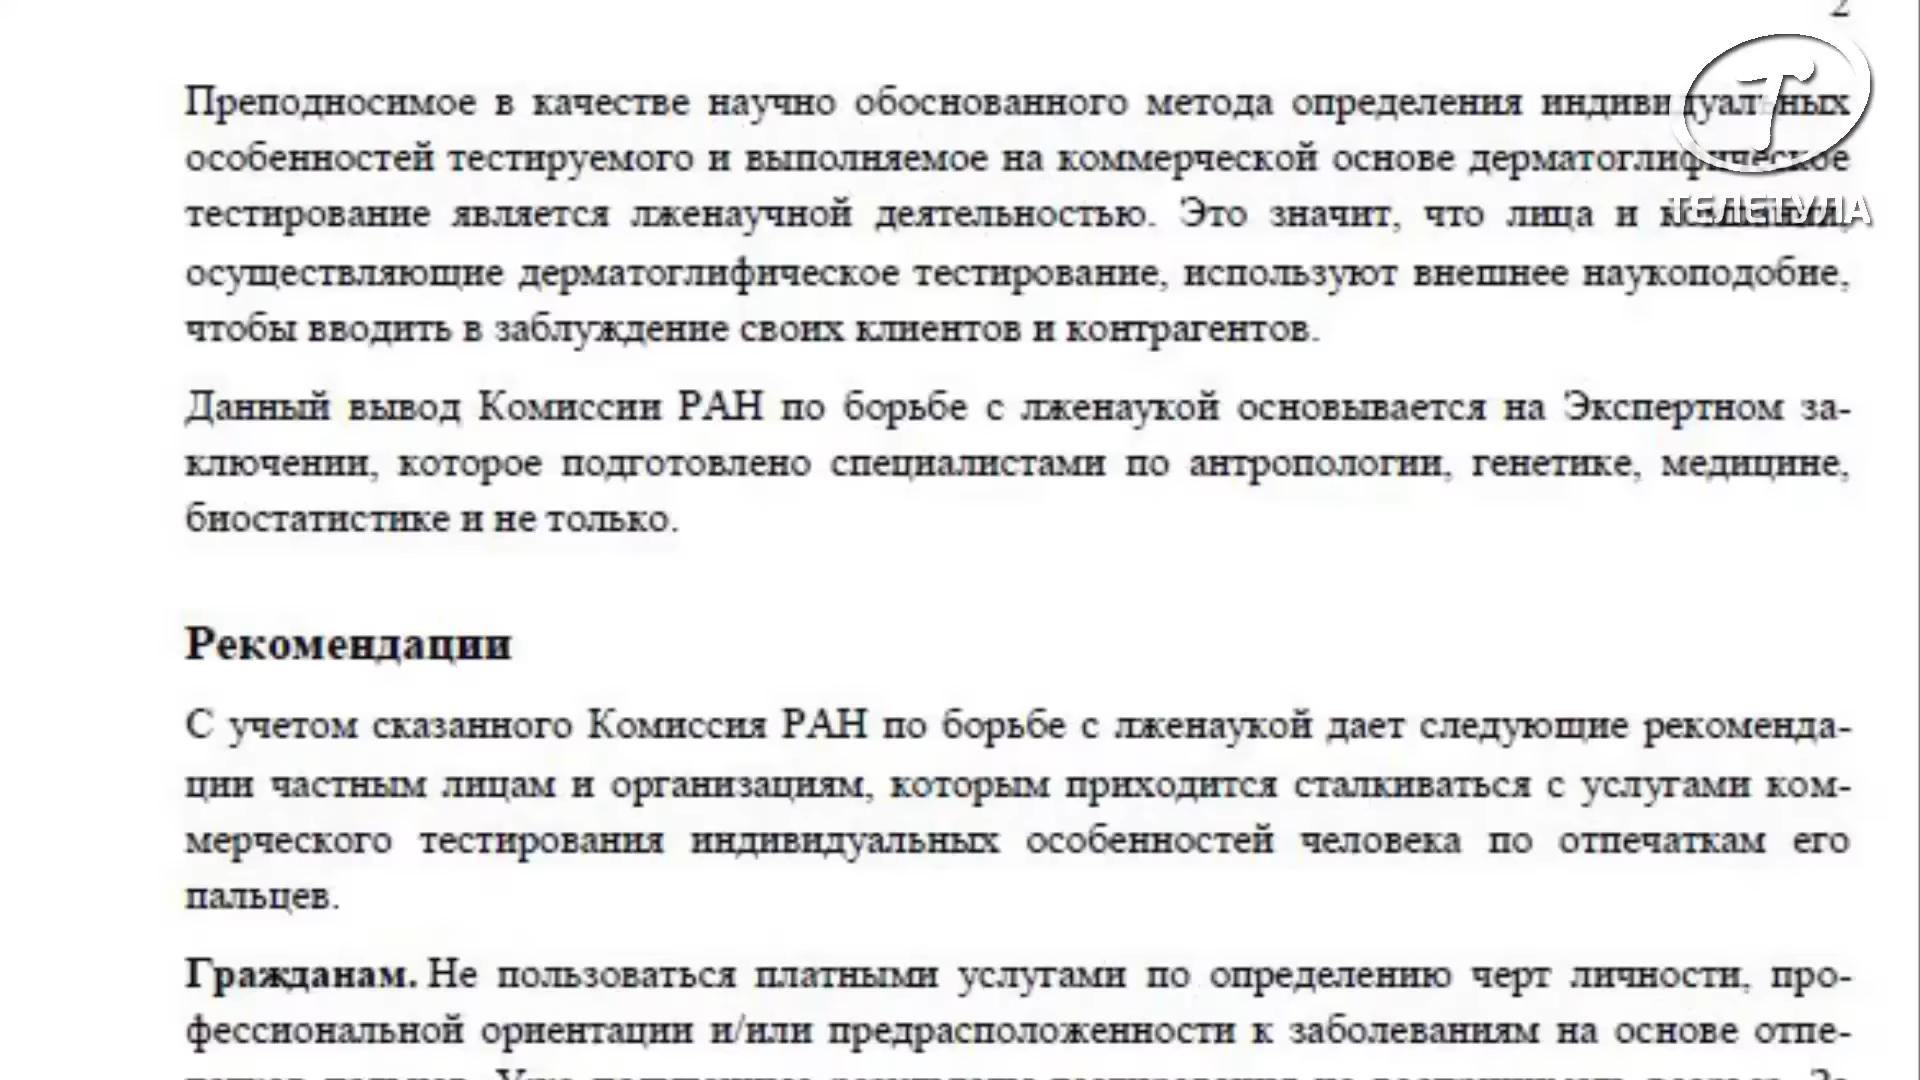 2
Преподносимое в качестве научно обоснованного метода определения индивидуальных
особенностей тестируемого и выполняемое на коммерческой основе дерматоглифическое
тестирование является лженаучной деятельностью. Это значит, что лица и компании,
ТЕЛЕТУЛА
осуществляющие дерматоглифическое тестирование, используют внешнее наукоподобие,
чтобы вводить в заблуждение своих клиентов и контрагентов.
Данный вывод Комиссии РАН по борьбе с лженаукой основывается на Экспертном за-
ключении, которое подготовлено специалистами по антропологии, генетике, медицине,
биостатистике и не только.
Рекомендации
С учетом сказанного Комиссия РАН по борьбе с лженаукой дает следующие рекоменда-
ции частным лицам и организациям, которым приходится сталкиваться с услугами ком-
мерческого тестирования индивидуальных особенностей человека по отпечаткам его
пальцев.
Гражданам. Не пользоваться платными услугами по определению черт личности, про-
фессиональной ориентации и/или предрасположенности к заболеваниям на основе отпе-